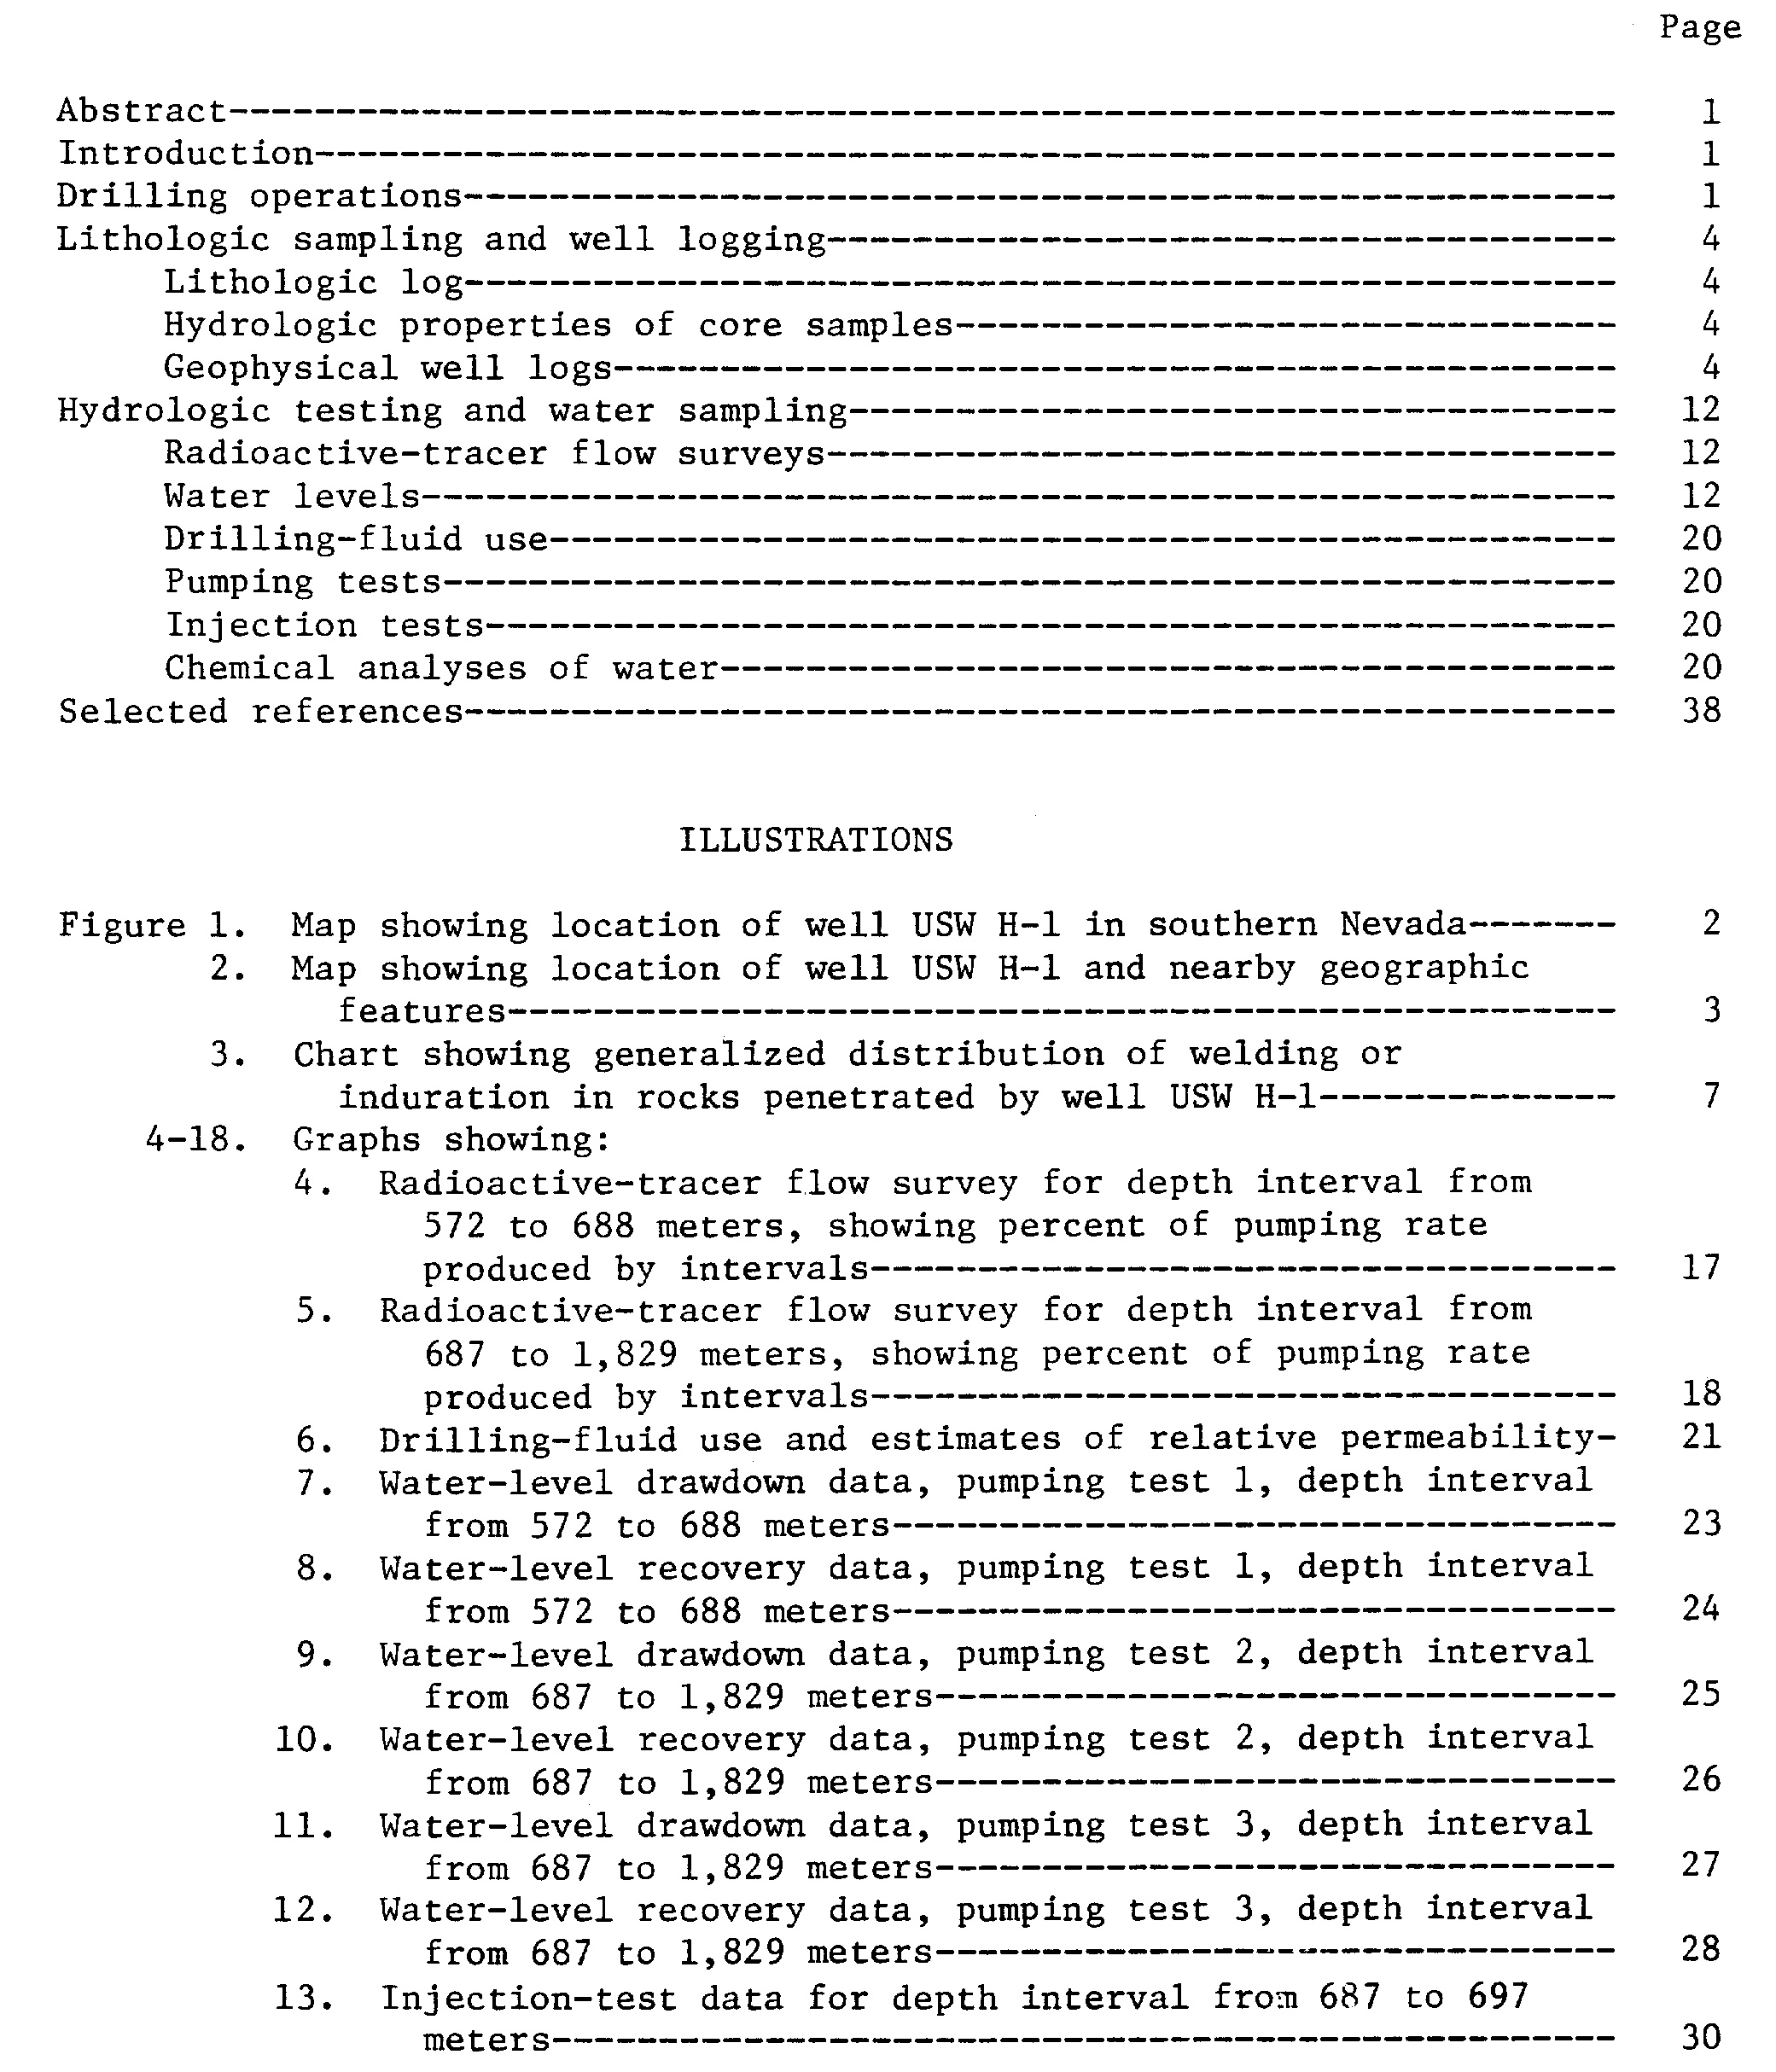 Page
Abstract------------------------------------------------------------------ 1
Introduction-------------------------------------------------------------- 1
Drilling operations------------------------------------------------------- 1
Lithologic sampling and well logging-------------------------------------- 4
Lithologic log------------------------------------------------------ 4
Hydrologic properties of core samples------------------------------- 4
Geophysical well logs----------------------------------------------- 4
Hydrologic testing and water sampling------------------------------------- 12
Radioactive-tracer flow surveys------------------------------------- 12
Water levels-------------------------------------------------------- 12
Drilling-fluid use-------------------------------------------------- 20
Pumping tests------------------------------------------------------- 20
Injection tests----------------------------------------------------- 20
Chemical analyses of water------------------------------------------ 20
Selected references------------------------------------------------------- 38
ILLUSTRATIONS
Figure 1. Map showing location of well USW H-1 in southern Nevada------- 2
2. Map showing location of well USW H-1 and nearby geographic
features---------------------------------------------------- 3
3. Chart showing generalized distribution of welding or
induration in rocks penetrated by well USW H-1-------------- 7
4-18. Graphs showing:
4. Radioactive-tracer flow survey for depth interval from
572 to 688 meters, showing percent of pumping rate
produced by intervals----------------------------------- 17
5. Radioactive-tracer flow survey for depth interval from
687 to 1,829 meters, showing percent of pumping rate
produced by intervals----------------------------------- 18
6. Drilling-fluid use and estimates of relative permeability- 21
7. Water-level drawdown data, pumping test 1, depth interval
from 572 to 688 meters---------------------------------- 23
8. Water-level recovery data, pumping test 1, depth interval
from 572 to 688 meters---------------------------------- 24
9. Water-level drawdown data, pumping test 2, depth interval
from 687 to 1,829 meters-------------------------------- 25
10. Water-level recovery data, pumping test 2, depth interval
from 687 to 1,829 meters-------------------------------- 26
11. Water-level drawdown data, pumping test 3, depth interval
from 687 to 1,829 meters-------------------------------- 27
12. Water-level recovery data, pumping test 3, depth interval
from 687 to 1,829 meters-------------------------------- 28
13. Injection-test data for depth interval from 687 to 697
meters-------------------------------------------------- 30